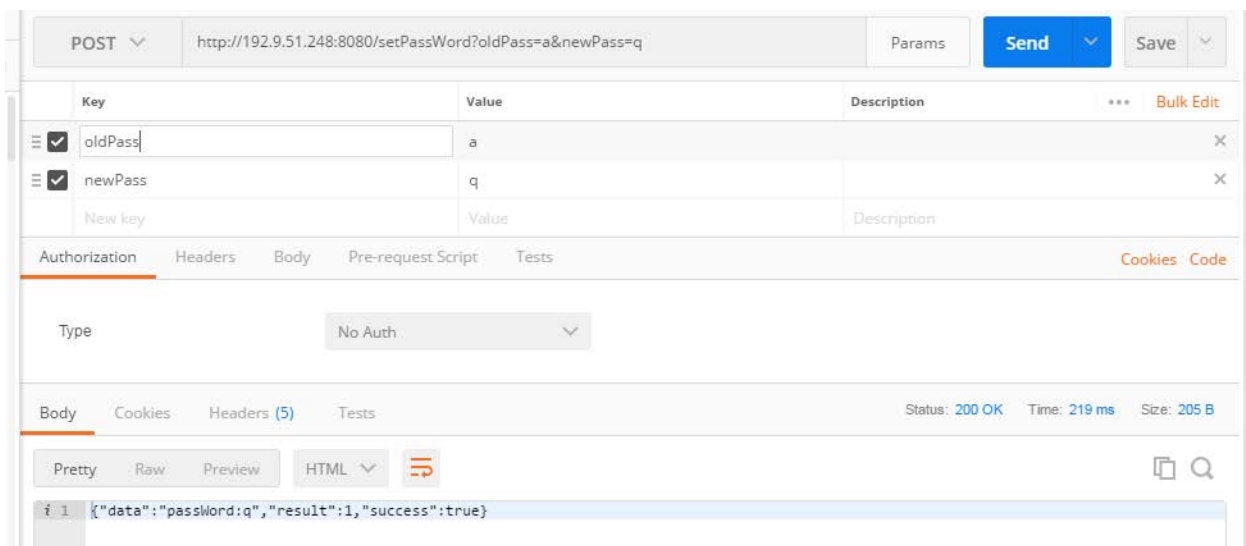 POST http://192.9.51.248:8080/setPassWord?oldPass=a&newPass=q Params Send Save
Key Value Description ••• Bulk Edit
oldPass a
newPass q
New key Value Description
Authorization Headers Body Pre-request Script Tests Cookies Code
Type No Auth
Body Cookies Headers (5) Tests Status: 200 OK Time: 219 ms Size: 205 B
Pretty Raw Preview HTML
i 1 {"data":"passWord:q","result":1,"success":true}